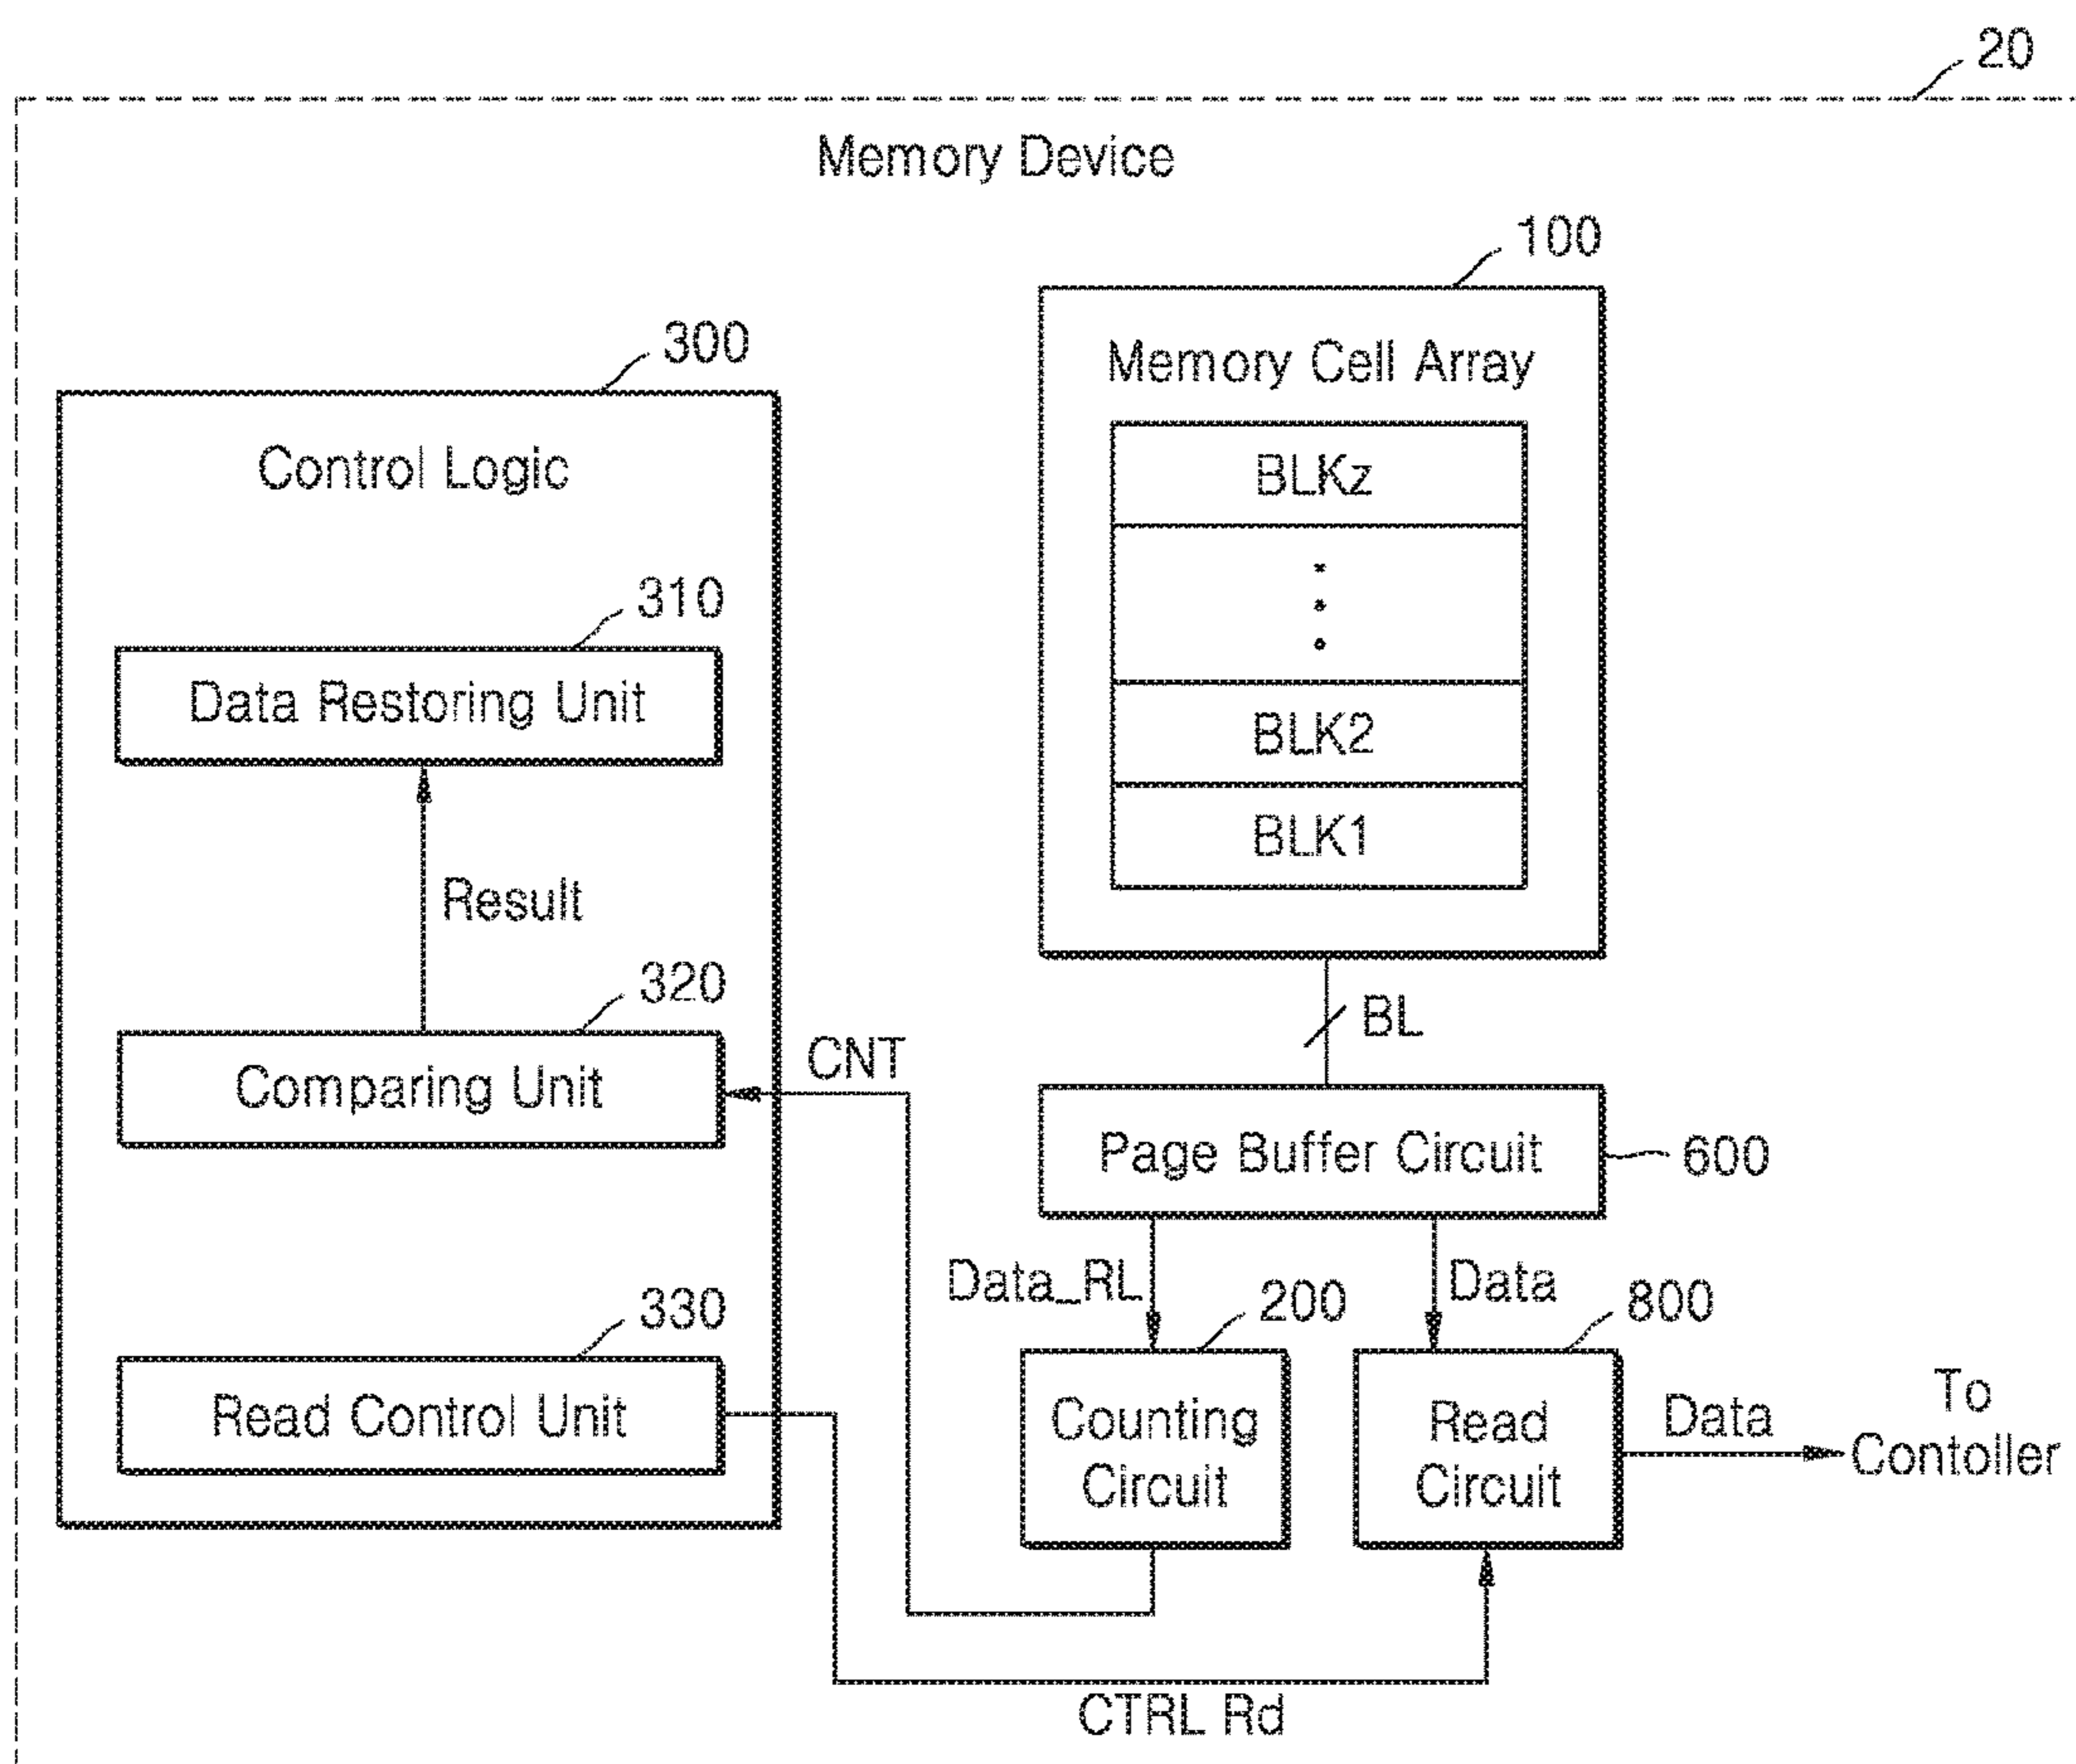 20
Memory Device
100
300
Memory Cell Array
Control Logic
BLKz
310
Data Restoring Unit
BLK2
BLK1
Result
320
BL
CNT
Comparing Unit
Page Buffer Circuit
600
Data_RL
Data
330
200
800
Read Control Unit
Counting
Circuit
Read
Circuit
Data
To
Contoller
CTRL Rd